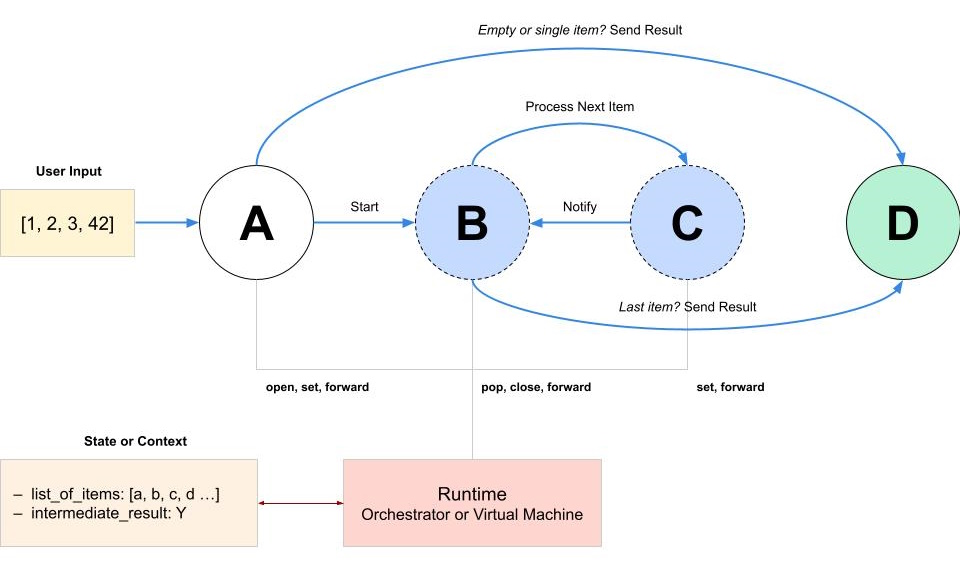 Empty or single item? Send Result
Process Next Item
User Input
[1, 2, 3, 42]
A
Start
B
Notify
C
D
Last item? Send Result
open, set, forward
pop, close, forward
set, forward
State or Context
– list_of_items: [a, b, c, d …]
– intermediate_result: Y
Runtime
Orchestrator or Virtual Machine